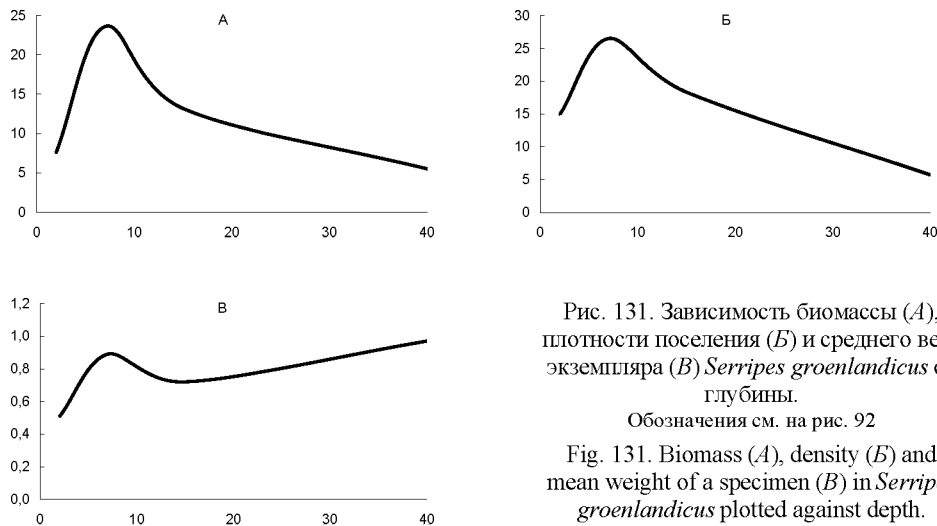 А
25
20
15
10
5
0
0 10 20 30 40
Б
30
25
20
15
10
5
0
0 10 20 30 40
В
1,2
1,0
0,8
0,6
0,4
0,2
0,0
0 10 20 30 40
Рис. 131. Зависимость биомассы (А),
плотности поселения (Б) и среднего
экземпляра (В) Serripes groenlandicus
глубины.
Обозначения см. на рис. 92
Fig. 131. Biomass (А), density (Б) and
mean weight of a specimen (В) in
groenlandicus plotted against depth.